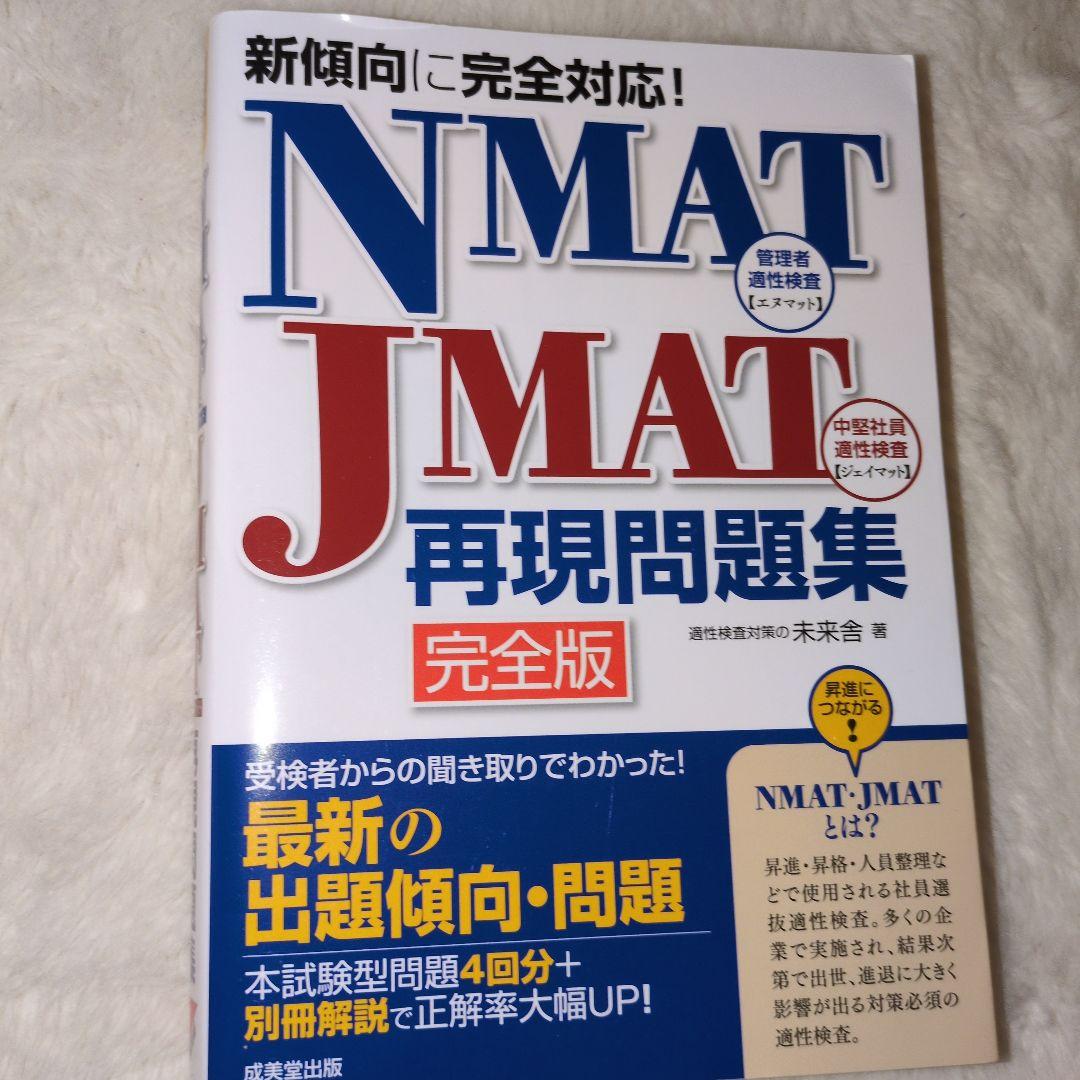 新傾向に完全対応!
NMAT
管理者
適性検査
【エヌマット】
JMAT
中堅社員
適性検査
【ジェイマット】
再現問題集
適性検査対策の 未来舎 著
完全版
昇進に
つながる
!
受検者からの聞き取りでわかった!
最新の
出題傾向・問題
本試験型問題4回分+
別冊解説で正解率大幅UP!
成美堂出版
NMAT・JMAT
とは?
昇進・昇格・人員整理な
どで使用される社員選
抜適性検査。多くの企
業で実施され、結果次
第で出世、進退に大きく
影響が出る対策必須の
適性検査。